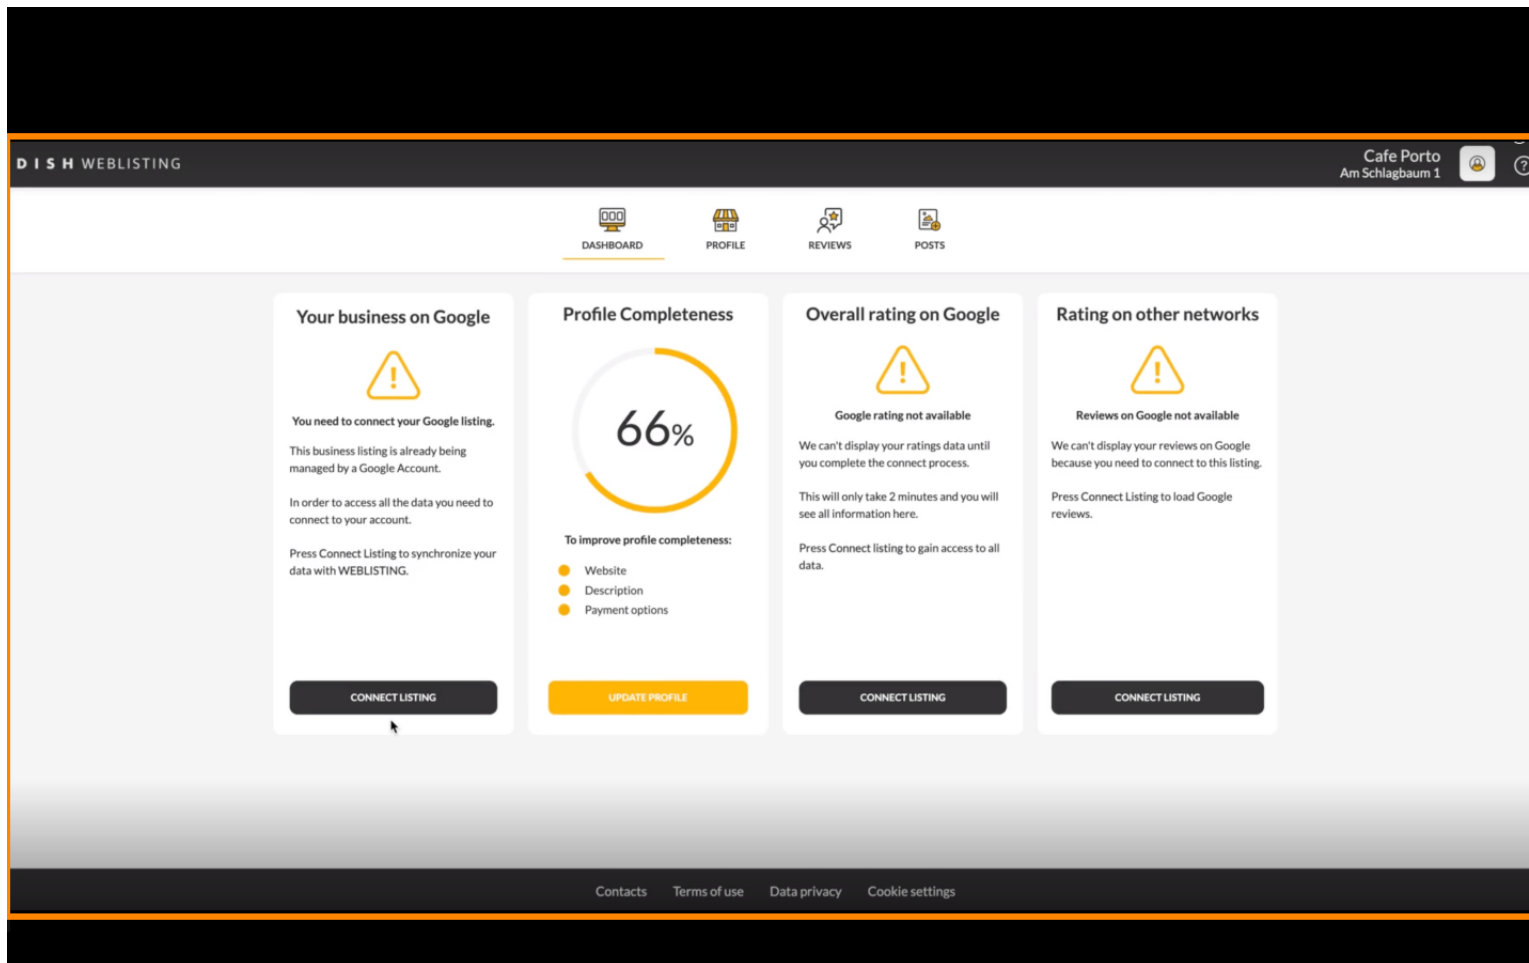 DISH WEBLISTING
Cafe Porto
Am Schlagbaum 1
?
DASHBOARD
PROFILE
REVIEWS
POSTS
Your business on Google
!
You need to connect your Google listing.
This business listing is already being
managed by a Google Account.
In order to access all the data you need to
connect to your account.
Press Connect Listing to synchronize your
data with WEBLISTING.
CONNECT LISTING
Profile Completeness
66%
To improve profile completeness:
Website
Description
Payment options
UPDATE PROFILE
Overall rating on Google
!
Google rating not available
We can't display your ratings data until
you complete the connect process.
This will only take 2 minutes and you will
see all information here.
Press Connect listing to gain access to all
data.
CONNECT LISTING
Rating on other networks
!
Reviews on Google not available
We can't display your reviews on Google
because you need to connect to this listing.
Press Connect Listing to load Google
reviews.
CONNECT LISTING
Contacts
Terms of use
Data privacy
Cookie settings